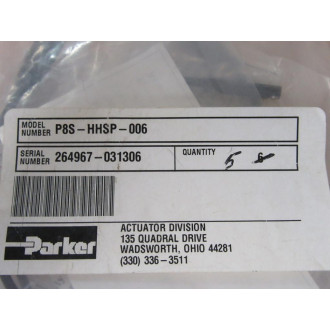 MODEL NUMBER P8S-HHSP-006
SERIAL NUMBER 264967-031306 QUANTITY 5
Parker
ACTUATOR DIVISION
135 QUADRAL DRIVE
WADSWORTH, OHIO 44281
(330) 336-3511